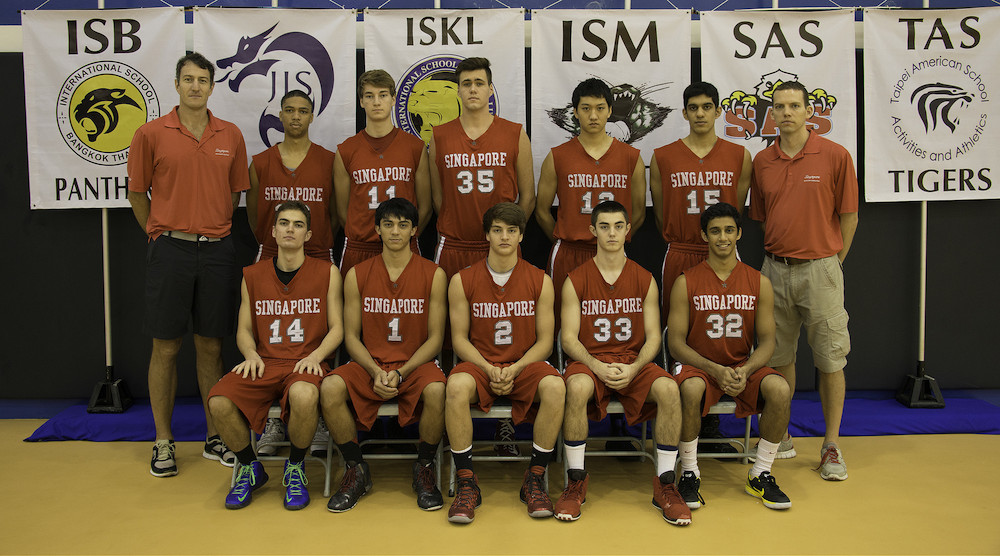 ISB
INTERNATIONAL SCHOOL
BANGKOK
PANTH
JIS
ISKL
INTERNATIONAL SCHOOL
ISM
SAS
SAS
TAS
Taipei American School
Activities and Athletics
TIGERS
SINGAPORE
11
SINGAPORE
35
SINGAPORE
SINGAPORE
15
SINGAPORE
14
SINGAPORE
1
SINGAPORE
2
SINGAPORE
33
SINGAPORE
32